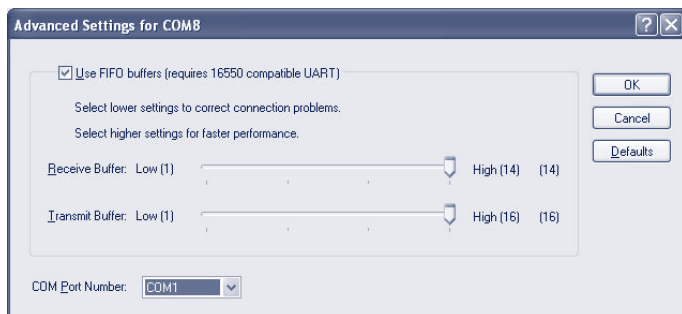 Advanced Settings for COM8
Use FIFO buffers (requires 16550 compatible UART)
OK
Select lower settings to correct connection problems.
Cancel
Select higher settings for faster performance.
Defaults
Receive Buffer: Low (1) High (14) (14)
Transmit Buffer: Low (1) High (16) (16)
COM Port Number: COM1